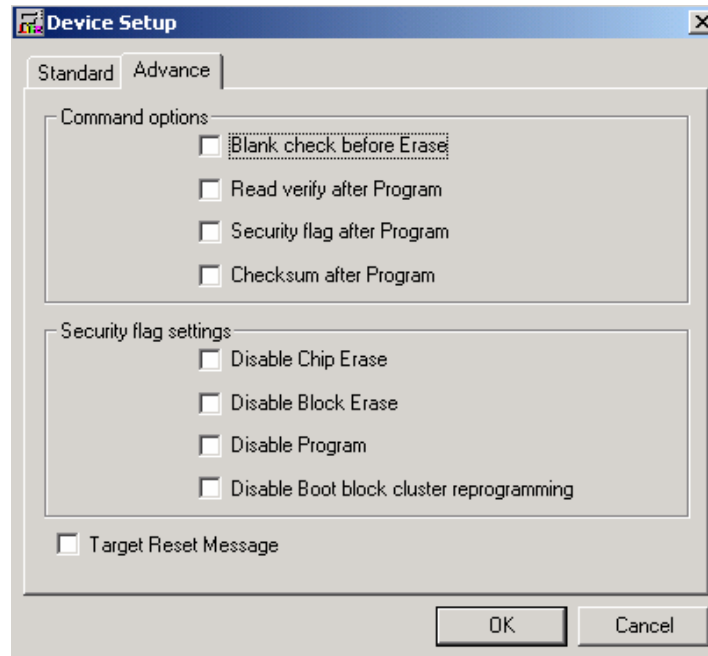 Device Setup
Standard
Advance
Command options
Blank check before Erase
Read verify after Program
Security flag after Program
Checksum after Program
Security flag settings
Disable Chip Erase
Disable Block Erase
Disable Program
Disable Boot block cluster reprogramming
Target Reset Message
OK
Cancel